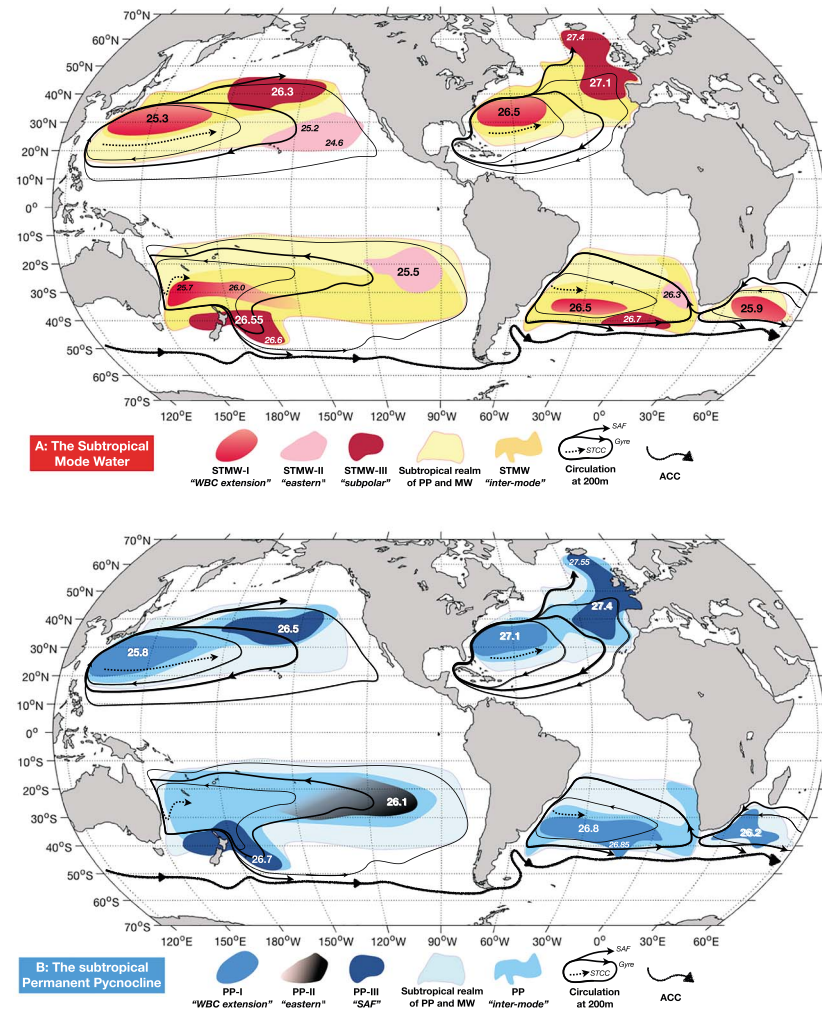 60°N
27.4
50°N
27.1
40°N
26.3
26.5
30°N
25.3
25.2
20°N
24.6
10°N
0°
10°S
20°S
25.5
30°S
25.7
26.0
26.5
26.3
25.9
40°S
26.55
26.7
26.6
50°S
60°S
70°S
120°E 150°E 180°W 150°W 120°W 90°W 60°W 30°W 0° 30°E 60°E
A: The Subtropical
Mode Water
STMW-I
"WBC extension"
STMW-II
"eastern"
STMW-III
"subpolar"
Subtropical realm
of PP and MW
STMW
"inter-mode"
SAF
Gyre
STCC
Circulation
at 200m
ACC
70°N
60°N
27.55
50°N
27.4
40°N
26.5
27.1
30°N
25.8
20°N
10°N
0°
10°S
20°S
26.1
30°S
26.8
26.2
40°S
26.85
26.7
50°S
60°S
70°S
120°E 150°E 180°W 150°W 120°W 90°W 60°W 30°W 0° 30°E 60°E
B: The subtropical
Permanent Pycnocline
PP-I
"WBC extension"
PP-II
"eastern"
PP-III
"SAF"
Subtropical realm
of PP and MW
PP
"inter-mode"
SAF
Gyre
STCC
Circulation
at 200m
ACC